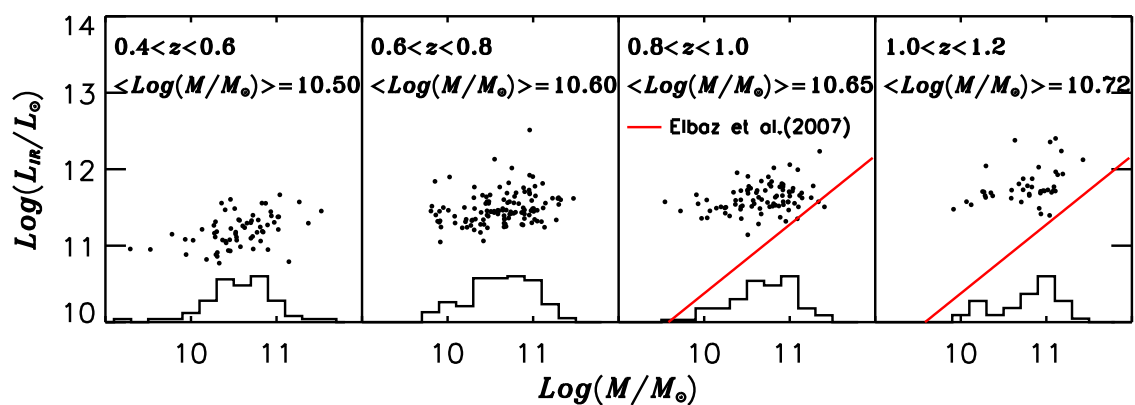 14
13
12
11
10
Log(L_IR/L_⊙)
0.4<z<0.6
<Log(M/M_⊙)>=10.50
0.6<z<0.8
<Log(M/M_⊙)>=10.60
0.8<z<1.0
<Log(M/M_⊙)>=10.65
Elbaz et al.(2007)
1.0<z<1.2
<Log(M/M_⊙)>=10.72
10 11 10 11 10 11 10 11
Log(M/M_⊙)